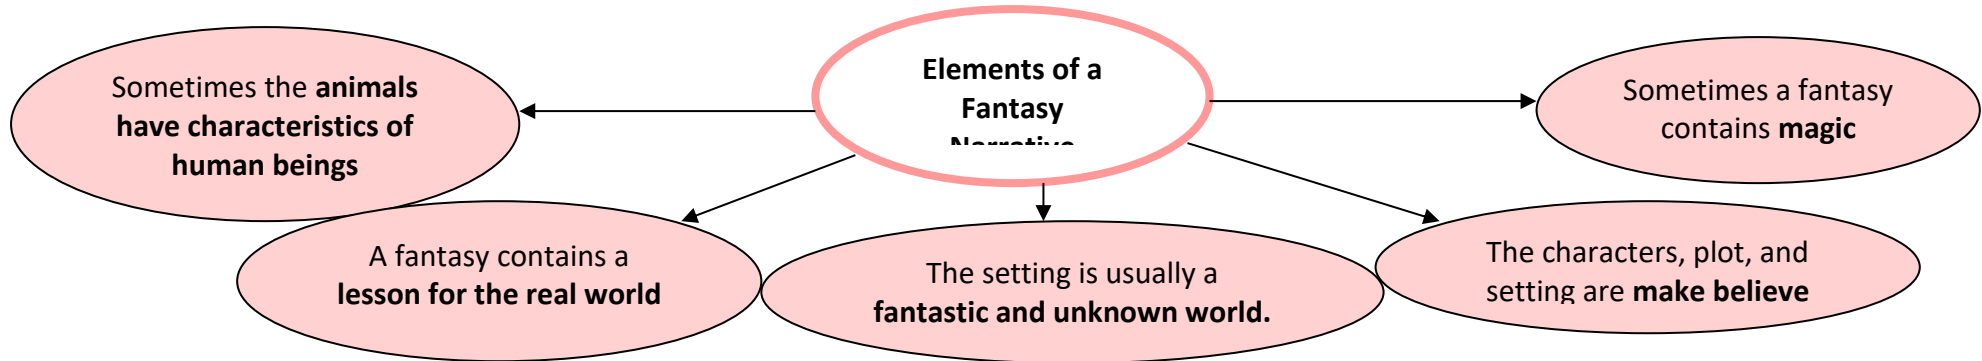 Elements of a
Fantasy
Narrative
Sometimes the animals
have characteristics of
human beings
Sometimes a fantasy
contains magic
A fantasy contains a
lesson for the real world
The setting is usually a
fantastic and unknown world.
The characters, plot, and
setting are make believe